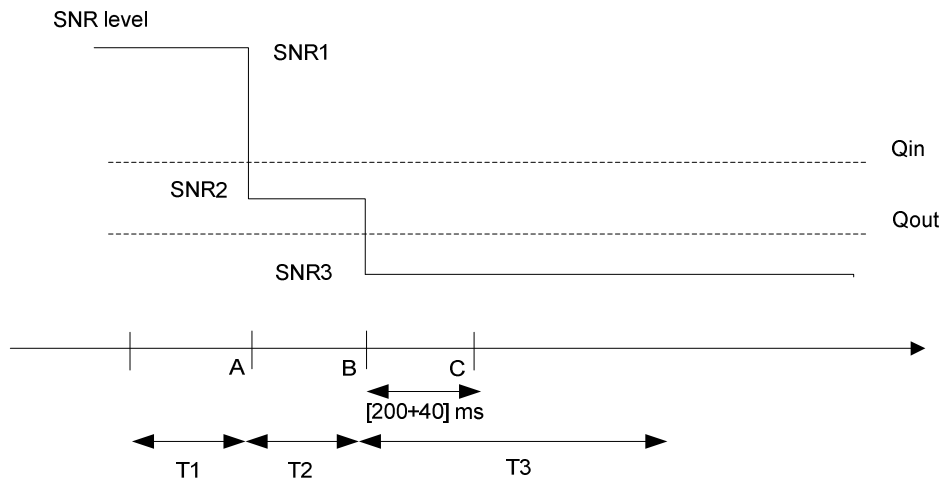 SNR level
SNR1
Qin
SNR2
Qout
SNR3
A
B
C
[200+40] ms
T1
T2
T3